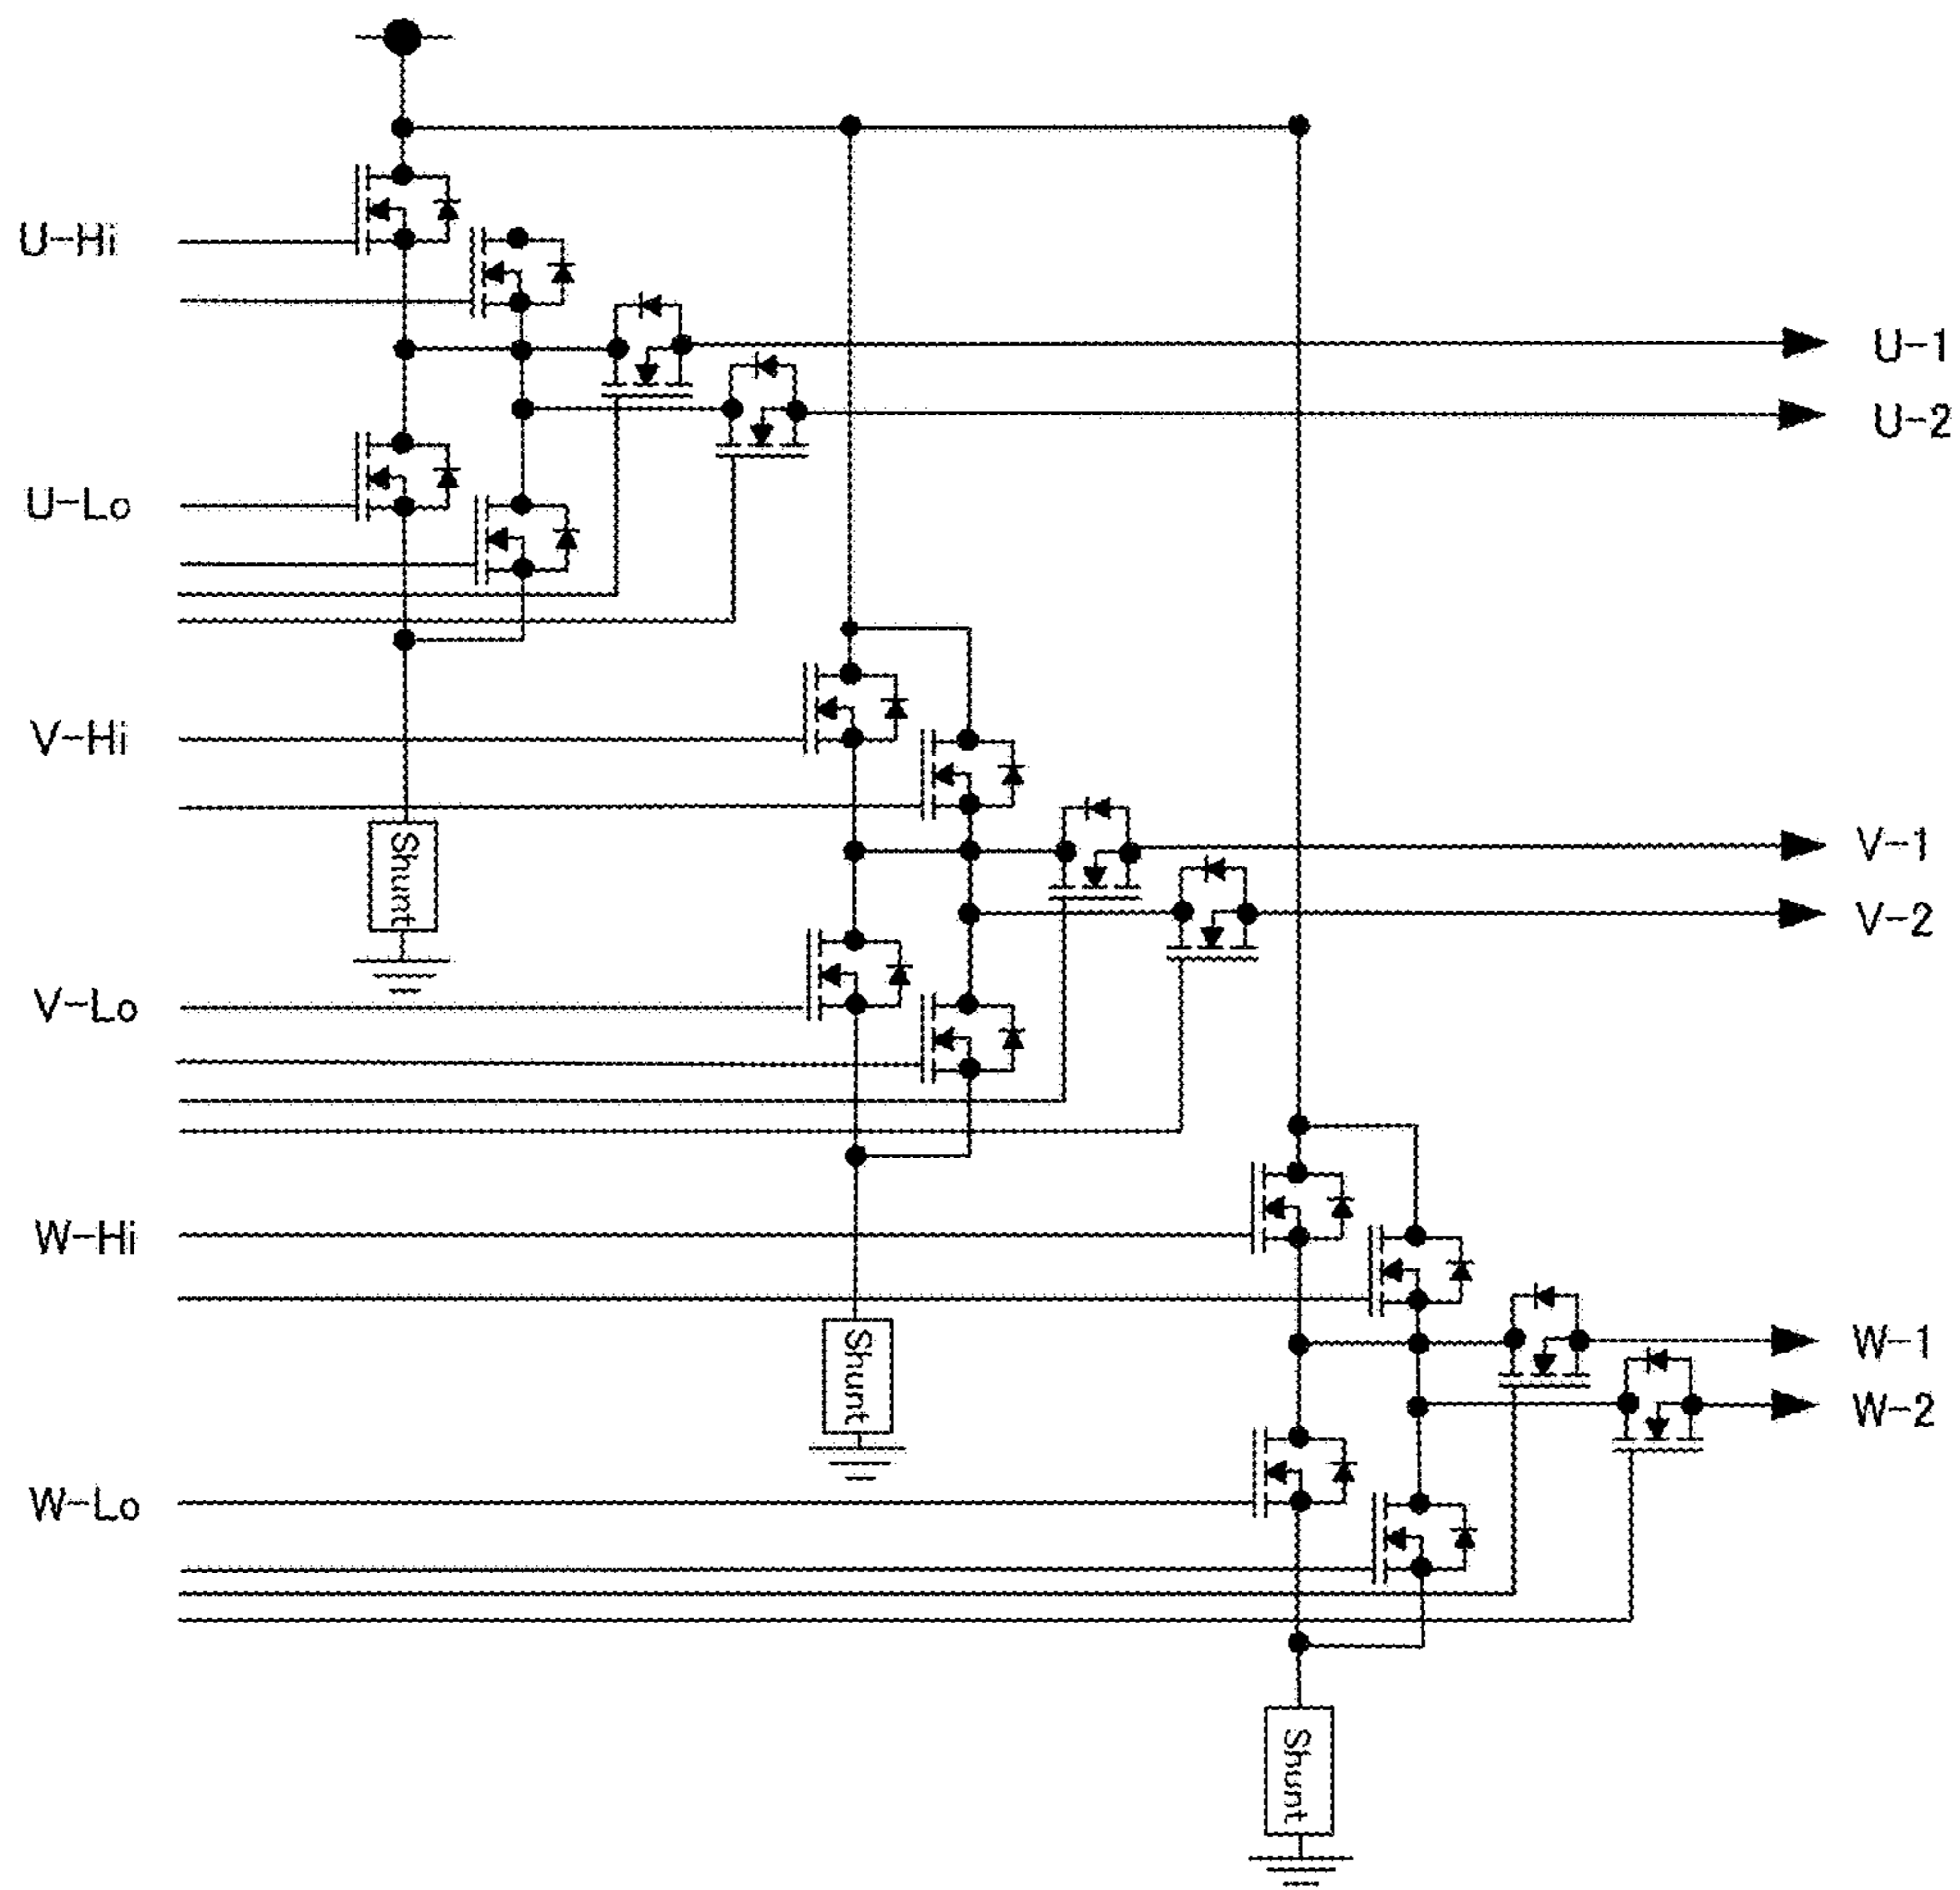 U-Hi
U-1
U-2
U-Lo
V-Hi
Shunt
V-1
V-2
V-Lo
W-Hi
Shunt
W-1
W-2
W-Lo
Shunt